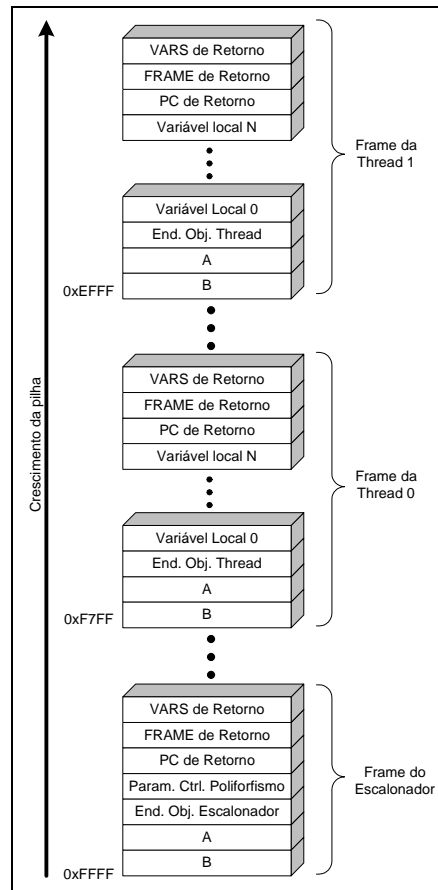 VARS de Retorno
FRAME de Retorno
PC de Retorno
Variável local N
Frame da
Thread 1
Variável Local 0
End. Obj. Thread
A
B
0xEFFF
VARS de Retorno
FRAME de Retorno
PC de Retorno
Variável local N
Frame da
Thread 0
Variável Local 0
End. Obj. Thread
A
B
0xF7FF
VARS de Retorno
FRAME de Retorno
PC de Retorno
Param. Ctrl. Poliforfismo
End. Obj. Escalonador
A
B
0xFFFF
Frame do
Escalonador
Crescimento da pilha